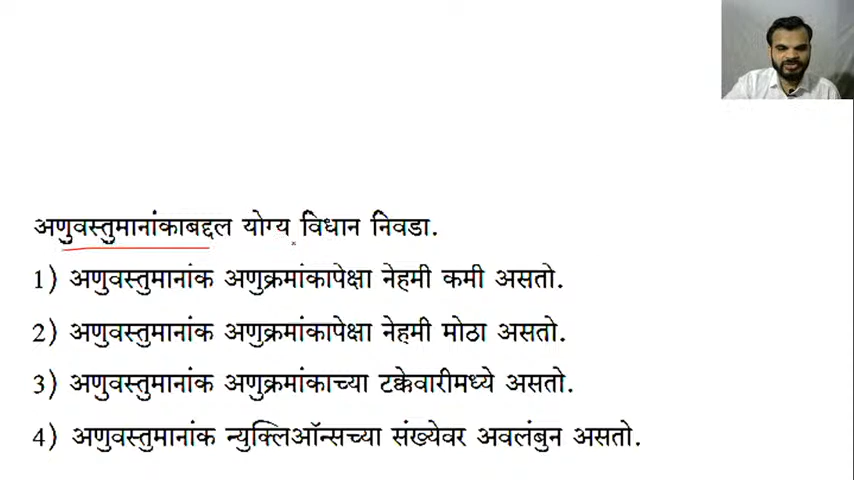 अणुवस्तुमानांकाबद्दल योग्य विधान निवडा.
1) अणुवस्तुमानांक अणुक्रमांकापेक्षा नेहमी कमी असतो.
2) अणुवस्तुमानांक अणुक्रमांकापेक्षा नेहमी मोठा असतो.
3) अणुवस्तुमानांक अणुक्रमांकाच्या टक्केवारीमध्ये असतो.
4) अणुवस्तुमानांक न्युक्लिऑन्सच्या संख्येवर अवलंबुन असतो.